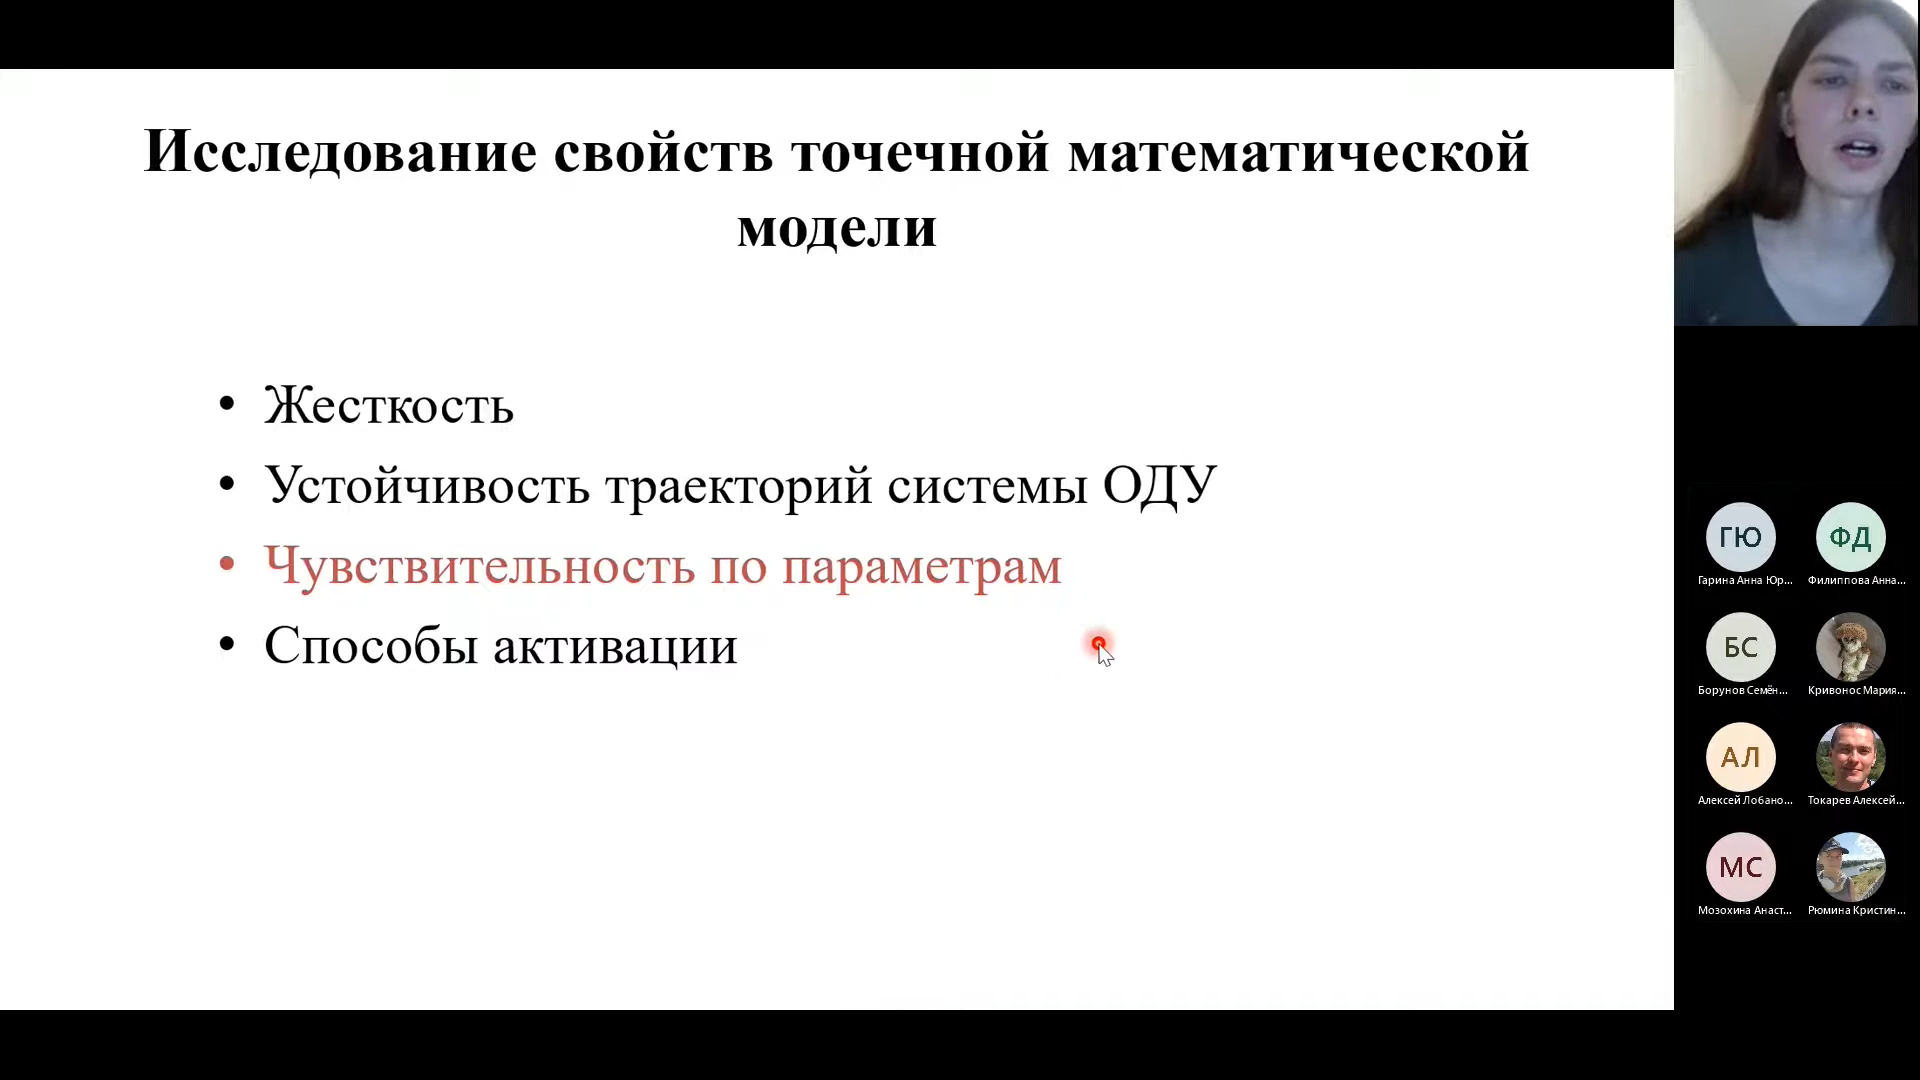 Исследование свойств точечной математической
модели
• Жесткость
• Устойчивость траекторий системы ОДУ
• Чувствительность по параметрам
• Способы активации
ГЮ
ФД
Гарина Анна Юр...
Филиппова Анна...
БС
Борунов Семён...
Кривонос Мария...
АЛ
Алексей Лобано...
Токарев Алексей...
МС
Мозохина Анаст...
Рюмина Кристин...